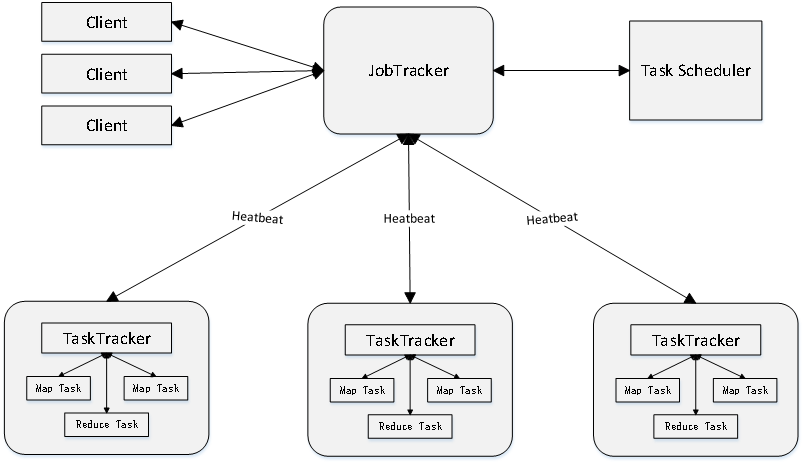 Client
Client
Client
JobTracker
Task Scheduler
Heatbeat
Heatbeat
Heatbeat
TaskTracker
Map Task
Map Task
Reduce Task
TaskTracker
Map Task
Map Task
Reduce Task
TaskTracker
Map Task
Map Task
Reduce Task